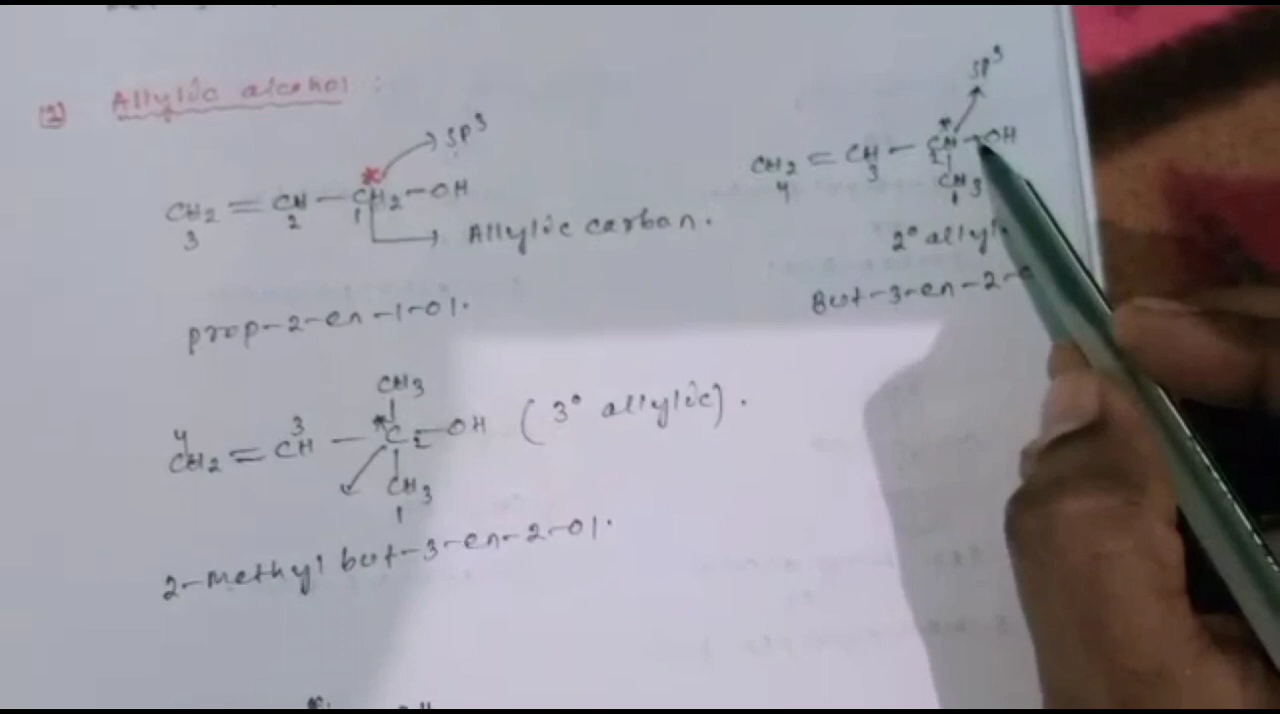 [2] Allylic alcohol :
CH2 = CH - CH2 - OH
3 2 1
* → SP3
→ Allylic carbon.
prop-2-en-1-ol.
CH2 = CH - CH - OH
4 3 2
* → SP3
CH3
1
2° allyl
But-3-en-2-
CH3
4 3
CH2 = CH - *C - OH (3° allylic).
2
CH3
1
2-Methyl but-3-en-2-ol.